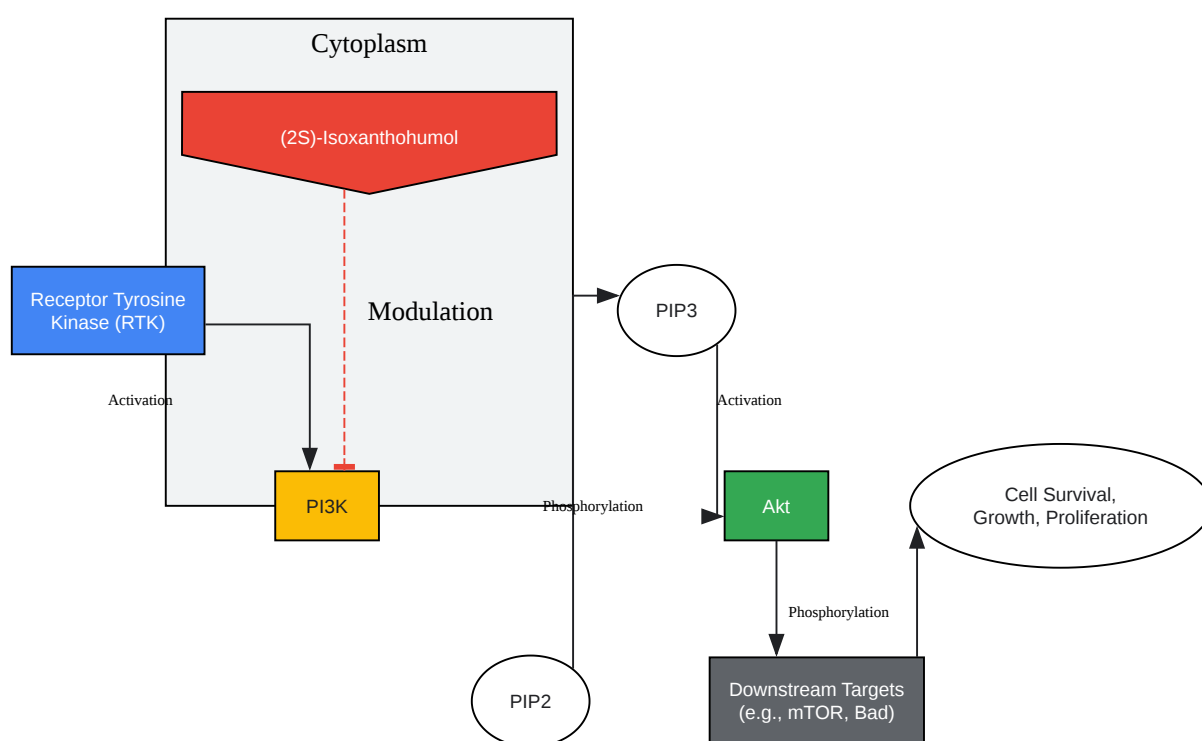 Cytoplasm
(2S)-Isoxanthohumol
Receptor Tyrosine
Kinase (RTK)
Modulation
PIP3
Activation
Activation
PI3K
Phosphorylation
Akt
Cell Survival,
Growth, Proliferation
Phosphorylation
PIP2
Downstream Targets
(e.g., mTOR, Bad)